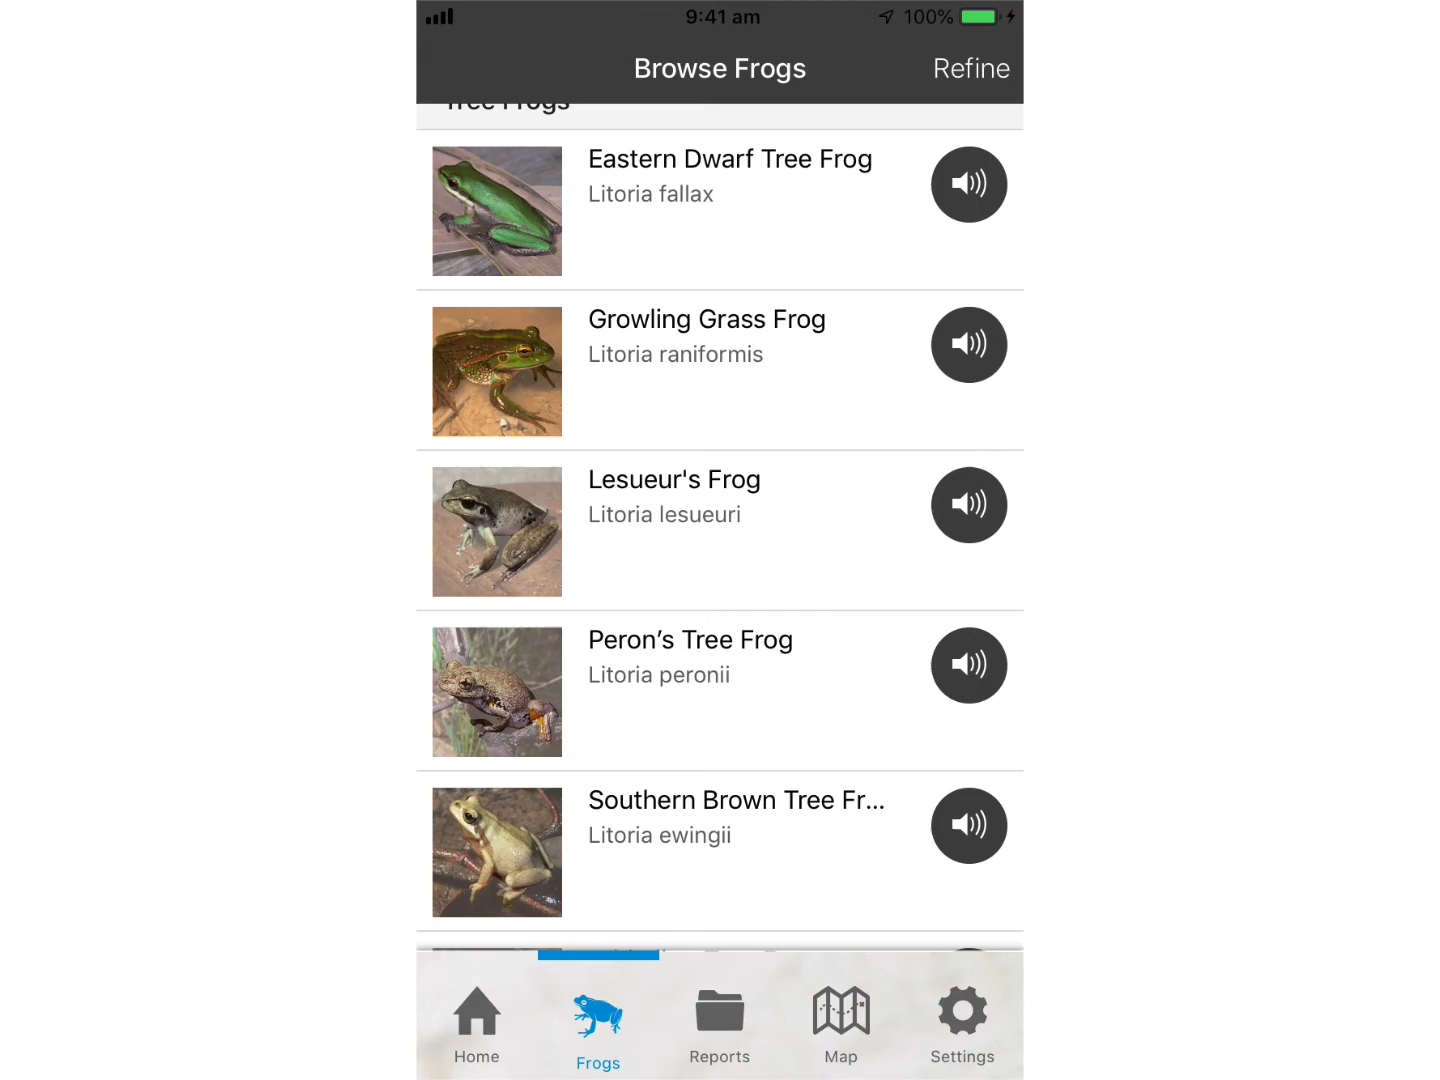 9:41 am
100%
Browse Frogs
Refine
Tree Frogs
Eastern Dwarf Tree Frog
Litoria fallax
Growling Grass Frog
Litoria raniformis
Lesueur's Frog
Litoria lesueuri
Peron’s Tree Frog
Litoria peronii
Southern Brown Tree Fr...
Litoria ewingii
Home
Frogs
Reports
Map
Settings